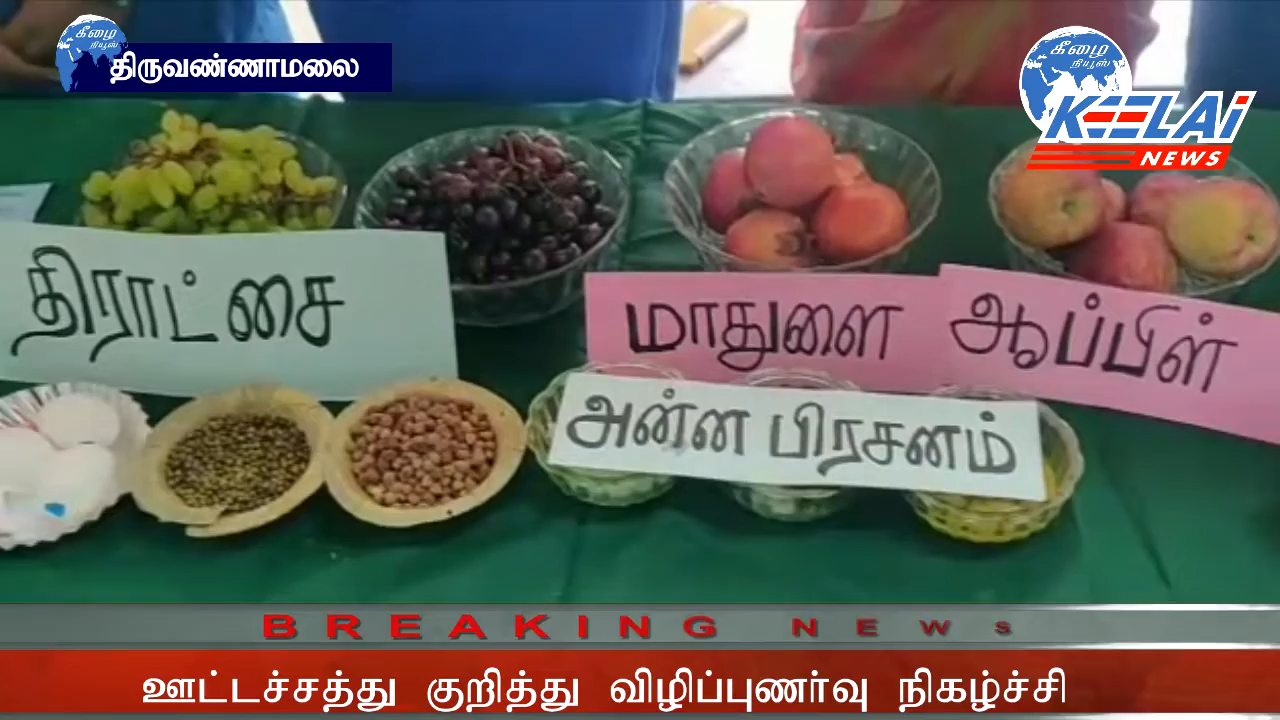 கீழை
நியூஸ்
திருவண்ணாமலை
கீழை
நியூஸ்
KEELAi
NEWS
திராட்சை
மாதுளை
ஆப்பிள்
அன்ன பிரசனம்
BREAKING NEWS
ஊட்டச்சத்து குறித்து விழிப்புணர்வு நிகழ்ச்சி